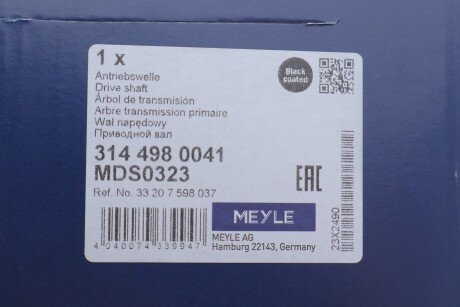 1 x
Antriebswelle
Drive shaft
Árbol de transmisión
Arbre transmission primaire
Wał napędowy
Приводной вал
314 498 0041
MDS0323
Ref. No. 33 20 7 598 037
4 040074 339947
Black coated
EAC
MEYLE
MEYLE AG
Hamburg 22143, Germany
23X2490